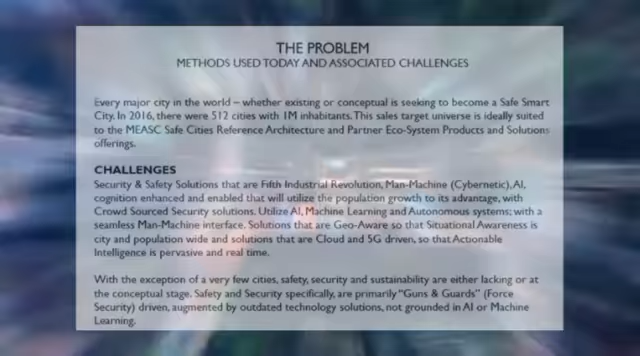 THE PROBLEM
METHODS USED TODAY AND ASSOCIATED CHALLENGES
Every major city in the world – whether existing or conceptual is seeking to become a Safe Smart
City. In 2016, there were 512 cities with 1M inhabitants. This sales target universe is ideally suited
to the MEASC Safe Cities Reference Architecture and Partner Eco-System Products and Solutions
offerings.
CHALLENGES
Security & Safety Solutions that are Fifth Industrial Revolution, Man-Machine (Cybernetic), AI,
cognition enhanced and enabled that will utilize the population growth to its advantage, with
Crowd Sourced Security solutions. Utilize AI, Machine Learning and Autonomous systems; with a
seamless Man-Machine interface. Solutions that are Geo-Aware so that Situational Awareness is
city and population wide and solutions that are Cloud and 5G driven, so that Actionable
Intelligence is pervasive and real time.
With the exception of a very few cities, safety, security and sustainability are either lacking or at
the conceptual stage. Safety and Security specifically, are primarily "Guns & Guards" (Force
Security) driven, augmented by outdated technology solutions, not grounded in AI or Machine
Learning.